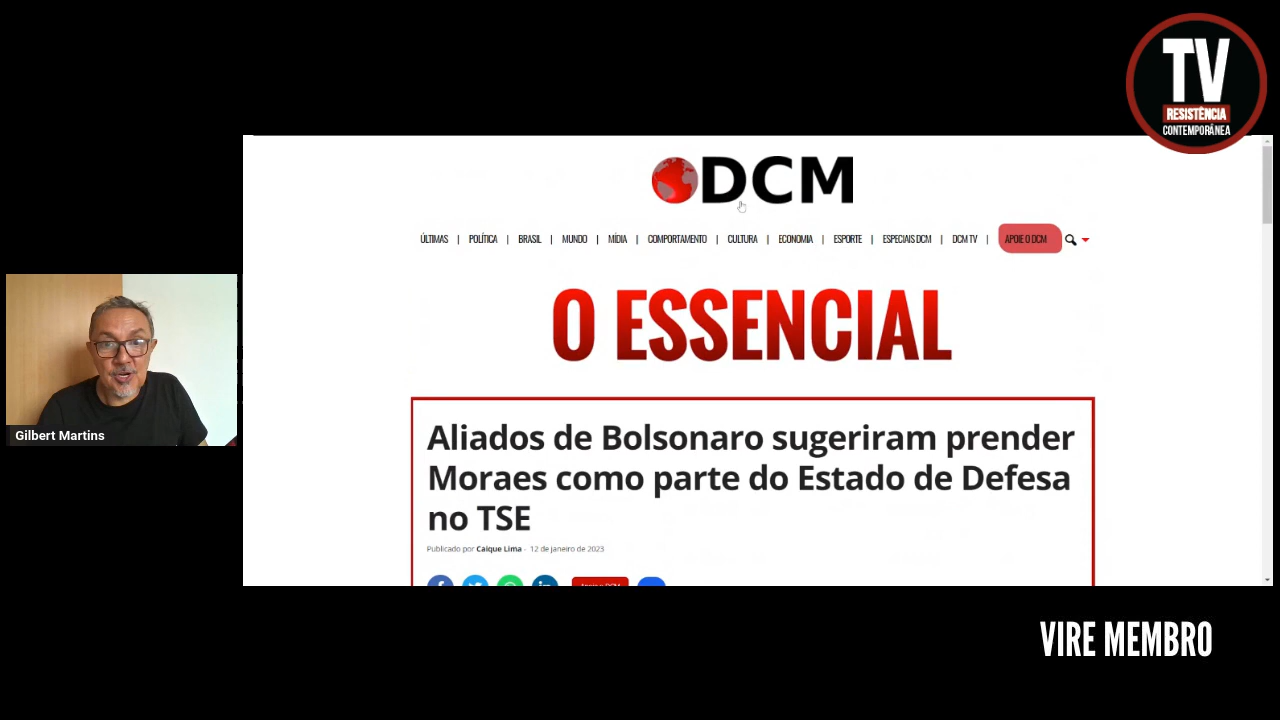 TV
RESISTÊNCIA
CONTEMPORÂNEA
DCM
ÚLTIMAS | POLÍTICA | BRASIL | MUNDO | MÍDIA | COMPORTAMENTO | CULTURA | ECONOMIA | ESPORTE | ESPECIAIS DCM | DCM TV | APOIE O DCM
O ESSENCIAL
Aliados de Bolsonaro sugeriram prender
Moraes como parte do Estado de Defesa
no TSE
Publicado por Caique Lima - 12 de janeiro de 2023
Gilbert Martins
VIRE MEMBRO